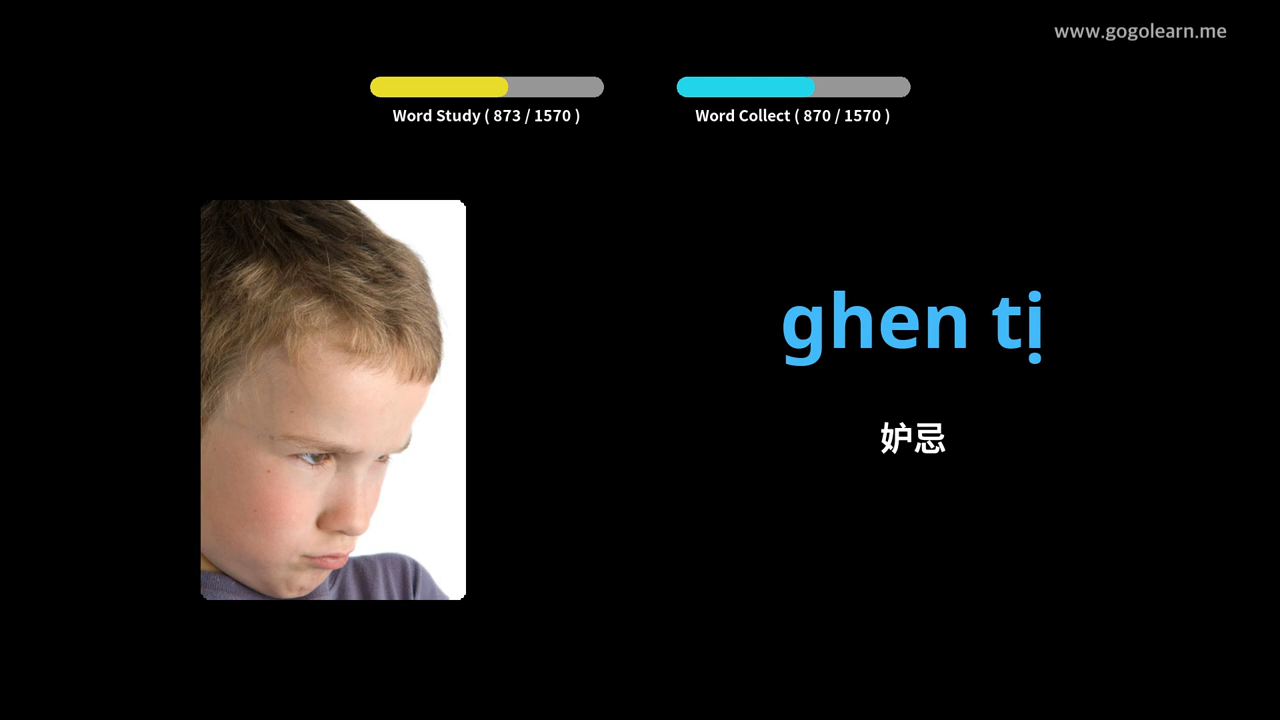 www.gogolearn.me
Word Study ( 873 / 1570 )
Word Collect ( 870 / 1570 )
ghen tị
妒忌